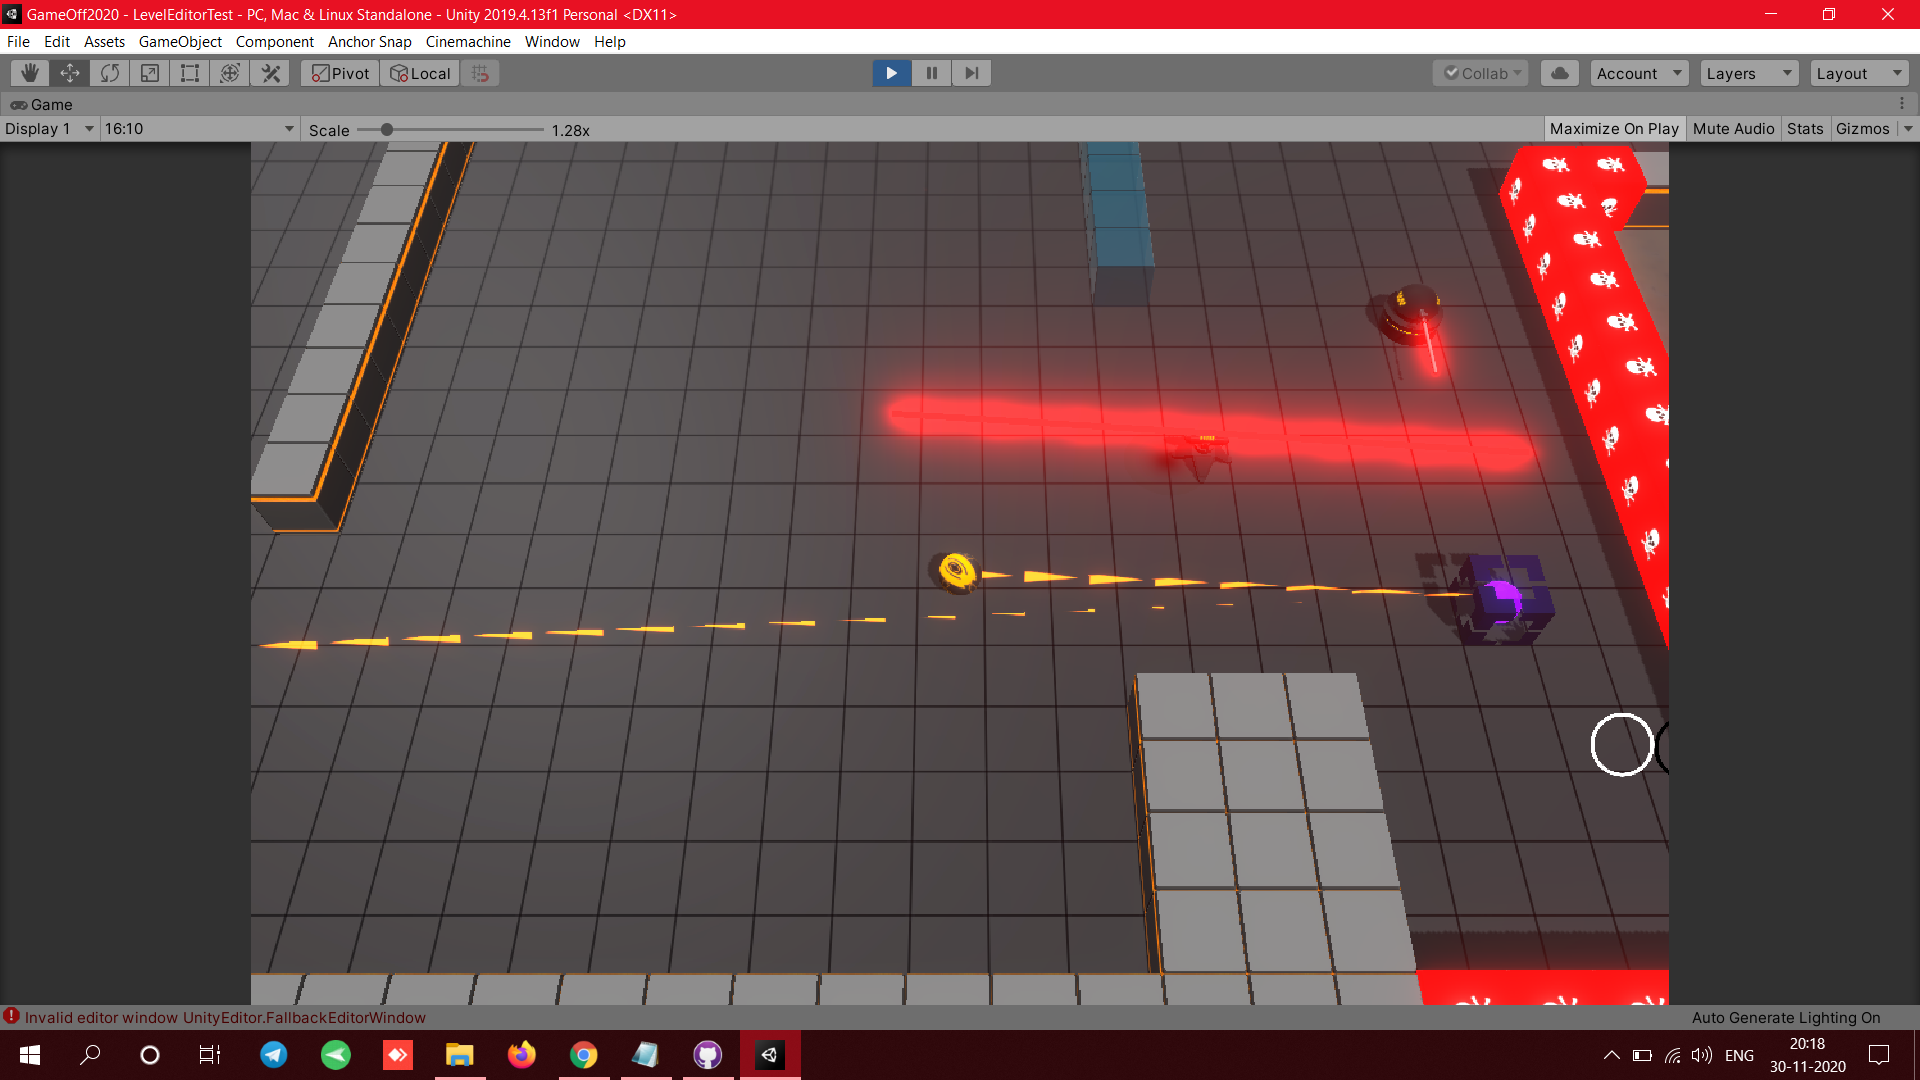 GameOff2020 - LevelEditorTest - PC, Mac & Linux Standalone - Unity 2019.4.13f1 Personal <DX11>
File Edit Assets GameObject Component Anchor Snap Cinemachine Window Help
Pivot Local Collab Account Layers Layout
Game
Display 1 16:10 Scale 1.28x Maximize On Play Mute Audio Stats Gizmos
Invalid editor window UnityEditor.FallbackEditorWindow
Auto Generate Lighting On
ENG
20:18
30-11-2020